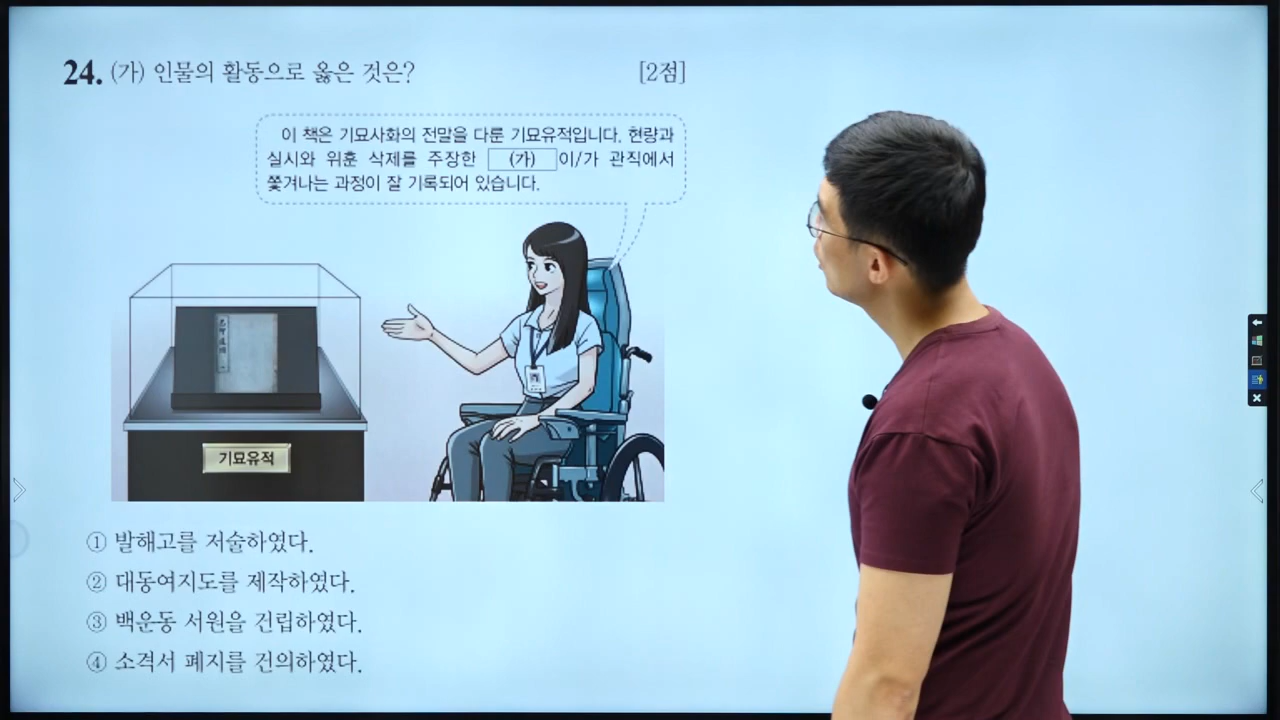 24. (가) 인물의 활동으로 옳은 것은? [2점]
이 책은 기묘사화의 전말을 다룬 기묘유적입니다. 현량과
실시와 위훈 삭제를 주장한 (가) 이/가 관직에서
쫓겨나는 과정이 잘 기록되어 있습니다.
기묘유적
① 발해고를 저술하였다.
② 대동여지도를 제작하였다.
③ 백운동 서원을 건립하였다.
④ 소격서 폐지를 건의하였다.